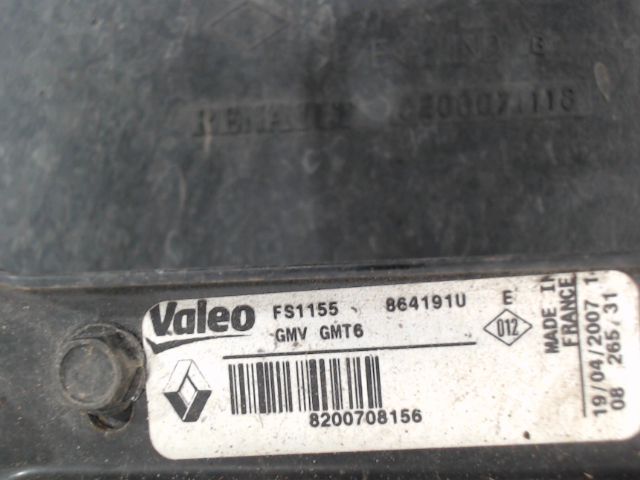 RENAULT
Valeo FS1155 864191U E
GMV GMT6
012
8200708156
MADE IN
FRANCE
19/04/2007
08 265/31